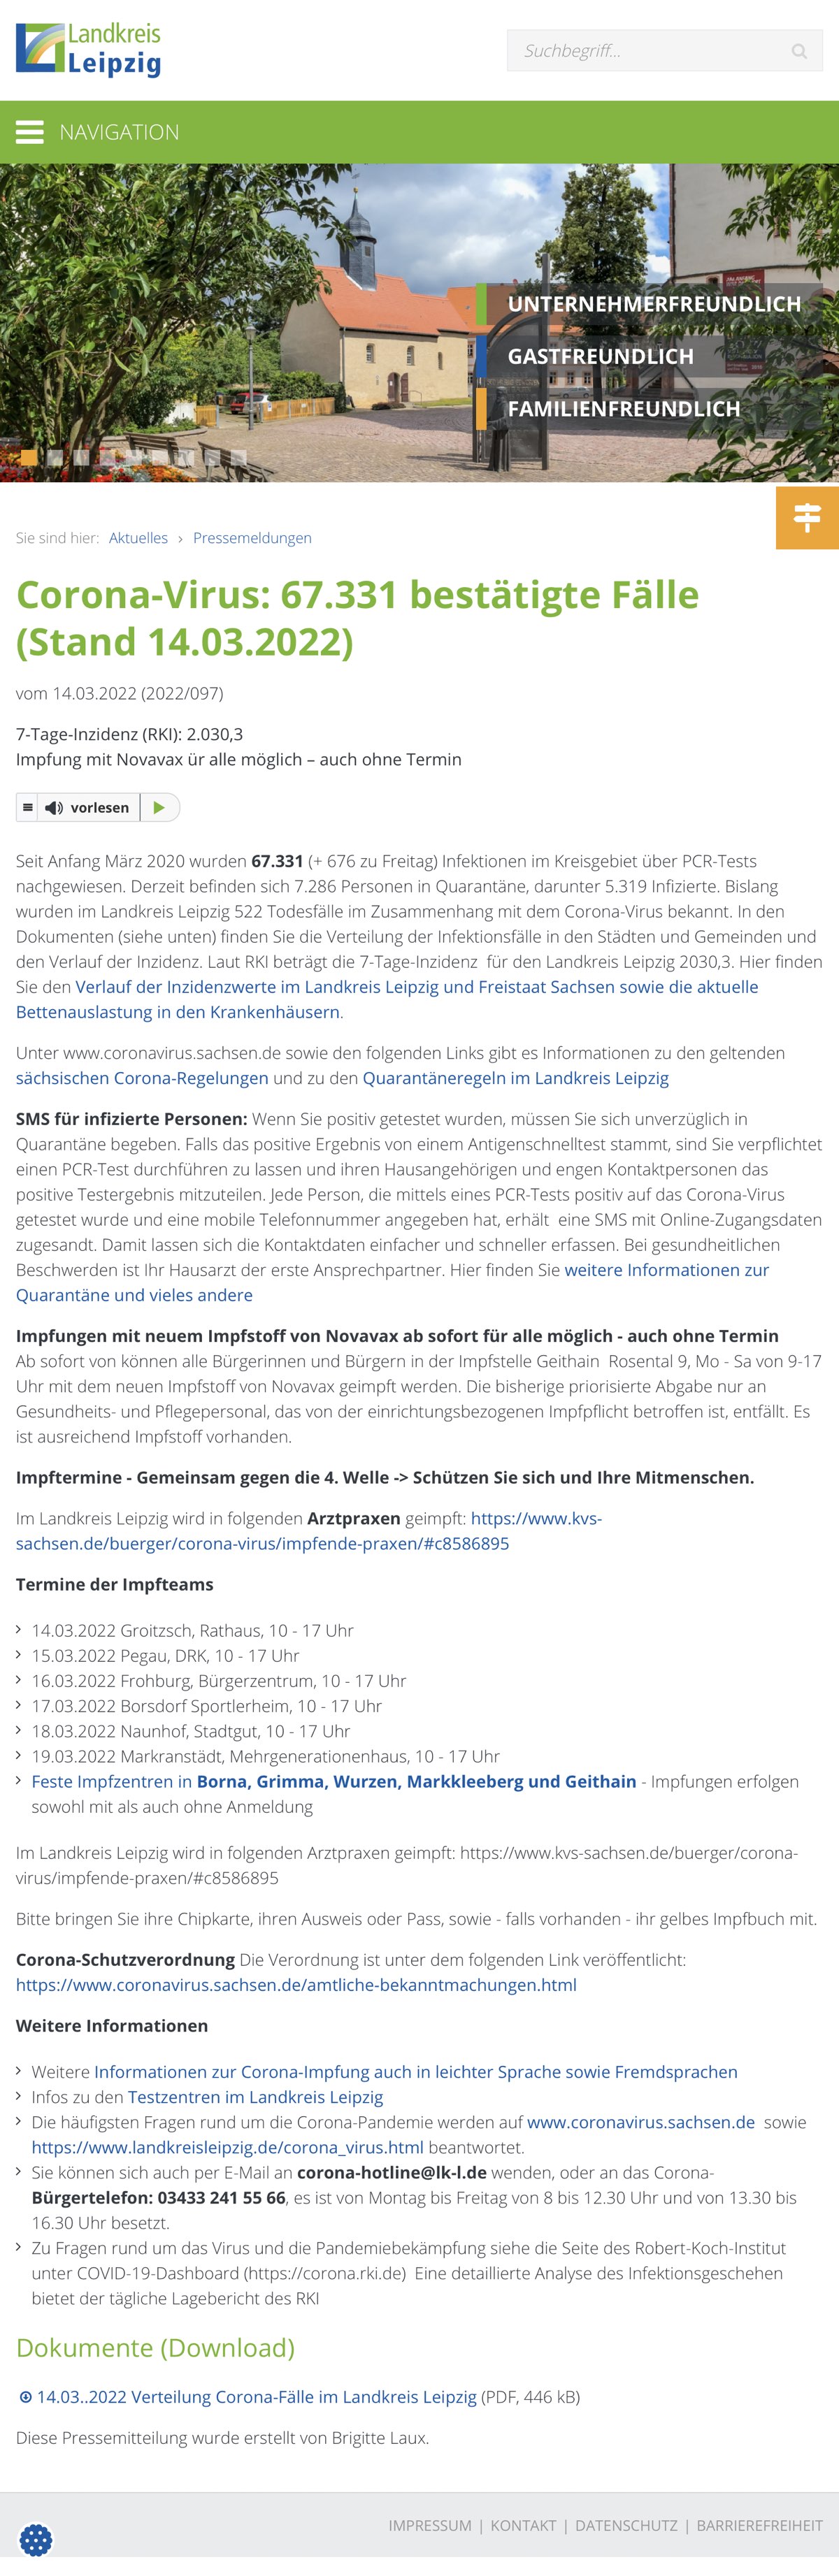 Landkreis
Leipzig
Suchbegriff...
NAVIGATION
UNTERNEHMERFREUNDLICH
GASTFREUNDLICH
FAMILIENFREUNDLICH
Sie sind hier: Aktuelles › Pressemeldungen
Corona-Virus: 67.331 bestätigte Fälle
(Stand 14.03.2022)
vom 14.03.2022 (2022/097)
7-Tage-Inzidenz (RKI): 2.030,3
Impfung mit Novavax ür alle möglich – auch ohne Termin
vorlesen
Seit Anfang März 2020 wurden 67.331 (+ 676 zu Freitag) Infektionen im Kreisgebiet über PCR-Tests
nachgewiesen. Derzeit befinden sich 7.286 Personen in Quarantäne, darunter 5.319 Infizierte. Bislang
wurden im Landkreis Leipzig 522 Todesfälle im Zusammenhang mit dem Corona-Virus bekannt. In den
Dokumenten (siehe unten) finden Sie die Verteilung der Infektionsfälle in den Städten und Gemeinden und
den Verlauf der Inzidenz. Laut RKI beträgt die 7-Tage-Inzidenz  für den Landkreis Leipzig 2030,3. Hier finden
Sie den Verlauf der Inzidenzwerte im Landkreis Leipzig und Freistaat Sachsen sowie die aktuelle
Bettenauslastung in den Krankenhäusern.
Unter www.coronavirus.sachsen.de sowie den folgenden Links gibt es Informationen zu den geltenden
sächsischen Corona-Regelungen und zu den Quarantäneregeln im Landkreis Leipzig
SMS für infizierte Personen: Wenn Sie positiv getestet wurden, müssen Sie sich unverzüglich in
Quarantäne begeben. Falls das positive Ergebnis von einem Antigenschnelltest stammt, sind Sie verpflichtet
einen PCR-Test durchführen zu lassen und ihren Hausangehörigen und engen Kontaktpersonen das
positive Testergebnis mitzuteilen. Jede Person, die mittels eines PCR-Tests positiv auf das Corona-Virus
getestet wurde und eine mobile Telefonnummer angegeben hat, erhält  eine SMS mit Online-Zugangsdaten
zugesandt. Damit lassen sich die Kontaktdaten einfacher und schneller erfassen. Bei gesundheitlichen
Beschwerden ist Ihr Hausarzt der erste Ansprechpartner. Hier finden Sie weitere Informationen zur
Quarantäne und vieles andere
Impfungen mit neuem Impfstoff von Novavax ab sofort für alle möglich - auch ohne Termin
Ab sofort von können alle Bürgerinnen und Bürgern in der Impfstelle Geithain  Rosental 9, Mo - Sa von 9-17
Uhr mit dem neuen Impfstoff von Novavax geimpft werden. Die bisherige priorisierte Abgabe nur an
Gesundheits- und Pflegepersonal, das von der einrichtungsbezogenen Impfpflicht betroffen ist, entfällt. Es
ist ausreichend Impfstoff vorhanden.
Impftermine - Gemeinsam gegen die 4. Welle -> Schützen Sie sich und Ihre Mitmenschen.
Im Landkreis Leipzig wird in folgenden Arztpraxen geimpft: https://www.kvs-
sachsen.de/buerger/corona-virus/impfende-praxen/#c8586895
Termine der Impfteams
14.03.2022 Groitzsch, Rathaus, 10 - 17 Uhr
15.03.2022 Pegau, DRK, 10 - 17 Uhr
16.03.2022 Frohburg, Bürgerzentrum, 10 - 17 Uhr
17.03.2022 Borsdorf Sportlerheim, 10 - 17 Uhr
18.03.2022 Naunhof, Stadtgut, 10 - 17 Uhr
19.03.2022 Markranstädt, Mehrgenerationenhaus, 10 - 17 Uhr
Feste Impfzentren in Borna, Grimma, Wurzen, Markkleeberg und Geithain - Impfungen erfolgen
sowohl mit als auch ohne Anmeldung
Im Landkreis Leipzig wird in folgenden Arztpraxen geimpft: https://www.kvs-sachsen.de/buerger/corona-
virus/impfende-praxen/#c8586895
Bitte bringen Sie ihre Chipkarte, ihren Ausweis oder Pass, sowie - falls vorhanden - ihr gelbes Impfbuch mit.
Corona-Schutzverordnung Die Verordnung ist unter dem folgenden Link veröffentlicht:
https://www.coronavirus.sachsen.de/amtliche-bekanntmachungen.html
Weitere Informationen
Weitere Informationen zur Corona-Impfung auch in leichter Sprache sowie Fremdsprachen
Infos zu den Testzentren im Landkreis Leipzig
Die häufigsten Fragen rund um die Corona-Pandemie werden auf www.coronavirus.sachsen.de  sowie
https://www.landkreisleipzig.de/corona_virus.html beantwortet.
Sie können sich auch per E-Mail an corona-hotline@lk-l.de wenden, oder an das Corona-
Bürgertelefon: 03433 241 55 66, es ist von Montag bis Freitag von 8 bis 12.30 Uhr und von 13.30 bis
16.30 Uhr besetzt.
Zu Fragen rund um das Virus und die Pandemiebekämpfung siehe die Seite des Robert-Koch-Institut
unter COVID-19-Dashboard (https://corona.rki.de)  Eine detaillierte Analyse des Infektionsgeschehen
bietet der tägliche Lagebericht des RKI
Dokumente (Download)
14.03..2022 Verteilung Corona-Fälle im Landkreis Leipzig (PDF, 446 kB)
Diese Pressemitteilung wurde erstellt von Brigitte Laux.
IMPRESSUM | KONTAKT | DATENSCHUTZ | BARRIEREFREIHEIT